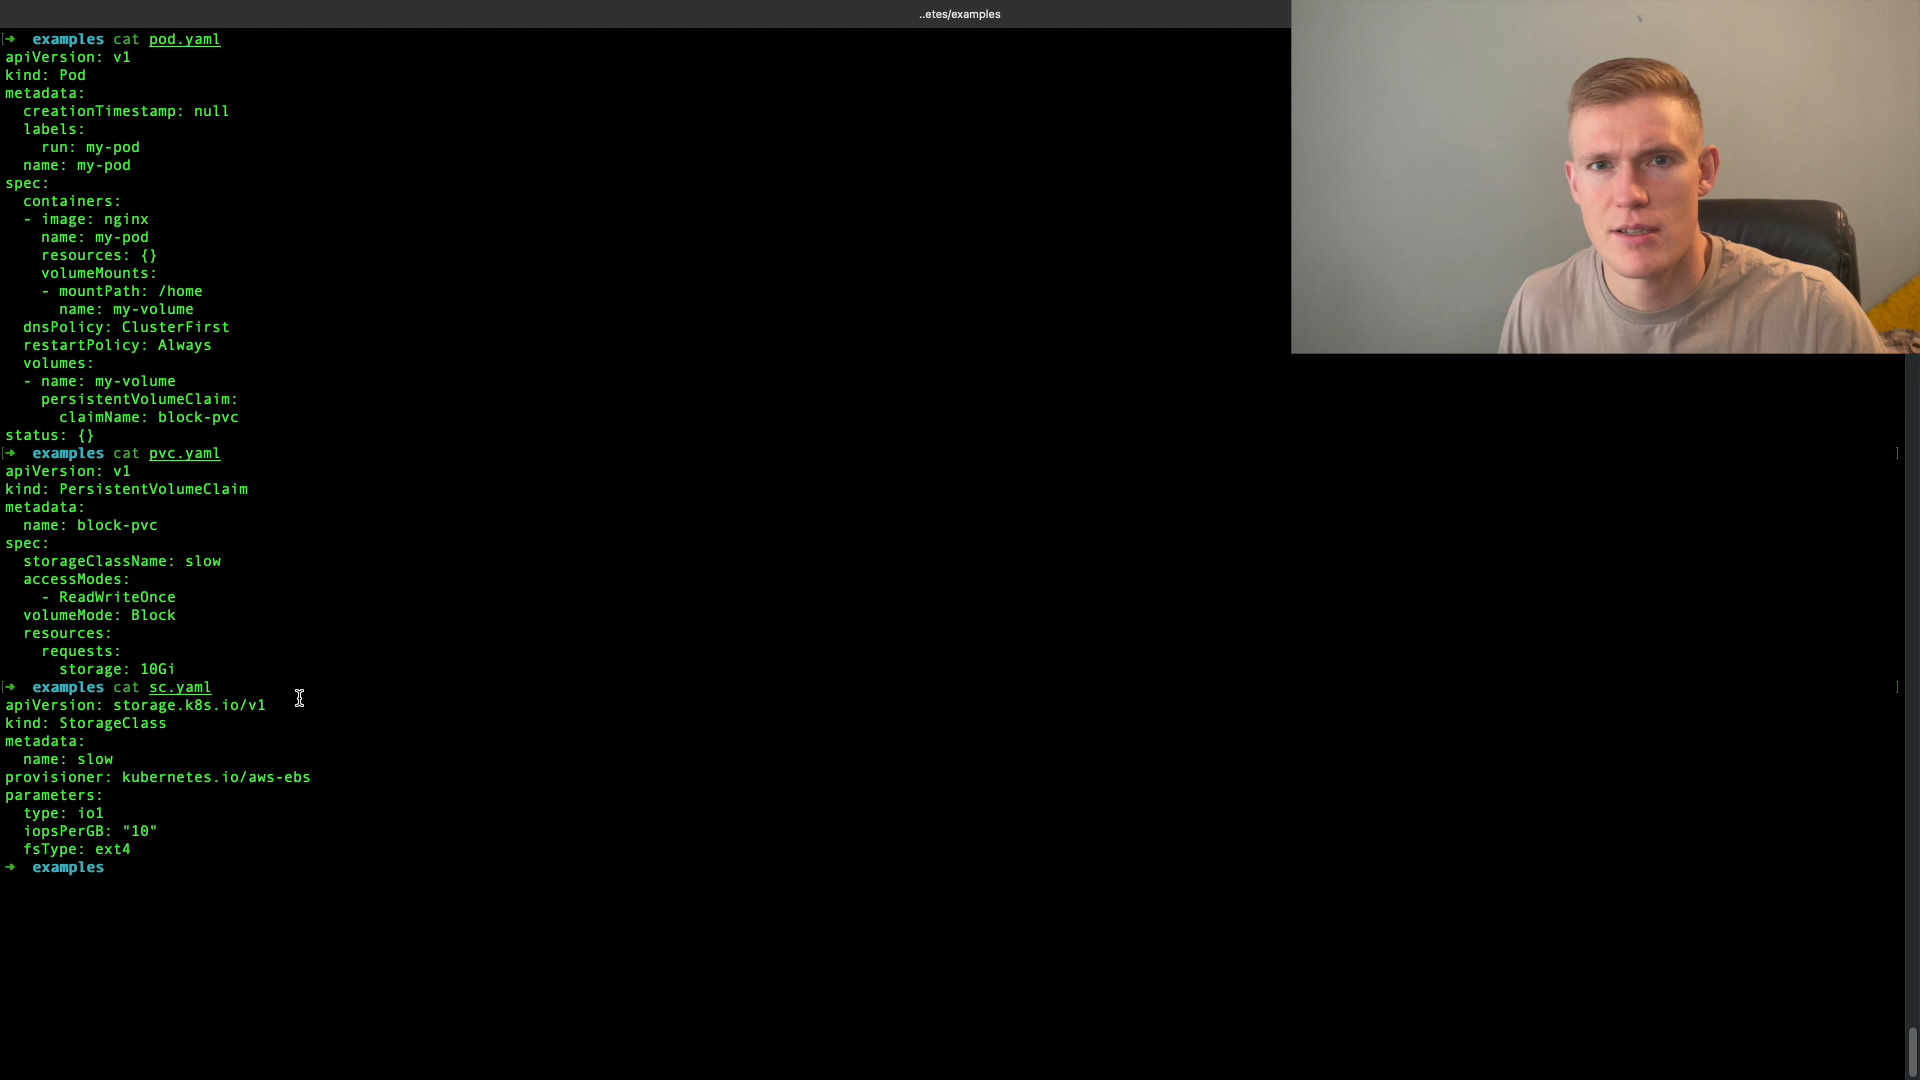 ..etes/examples
[➜  examples cat pod.yaml
apiVersion: v1
kind: Pod
metadata:
  creationTimestamp: null
  labels:
    run: my-pod
  name: my-pod
spec:
  containers:
  - image: nginx
    name: my-pod
    resources: {}
    volumeMounts:
    - mountPath: /home
      name: my-volume
  dnsPolicy: ClusterFirst
  restartPolicy: Always
  volumes:
  - name: my-volume
    persistentVolumeClaim:
      claimName: block-pvc
status: {}
[➜  examples cat pvc.yaml ]
apiVersion: v1
kind: PersistentVolumeClaim
metadata:
  name: block-pvc
spec:
  storageClassName: slow
  accessModes:
    - ReadWriteOnce
  volumeMode: Block
  resources:
    requests:
      storage: 10Gi
[➜  examples cat sc.yaml ]
apiVersion: storage.k8s.io/v1
kind: StorageClass
metadata:
  name: slow
provisioner: kubernetes.io/aws-ebs
parameters:
  type: io1
  iopsPerGB: "10"
  fsType: ext4
➜  examples